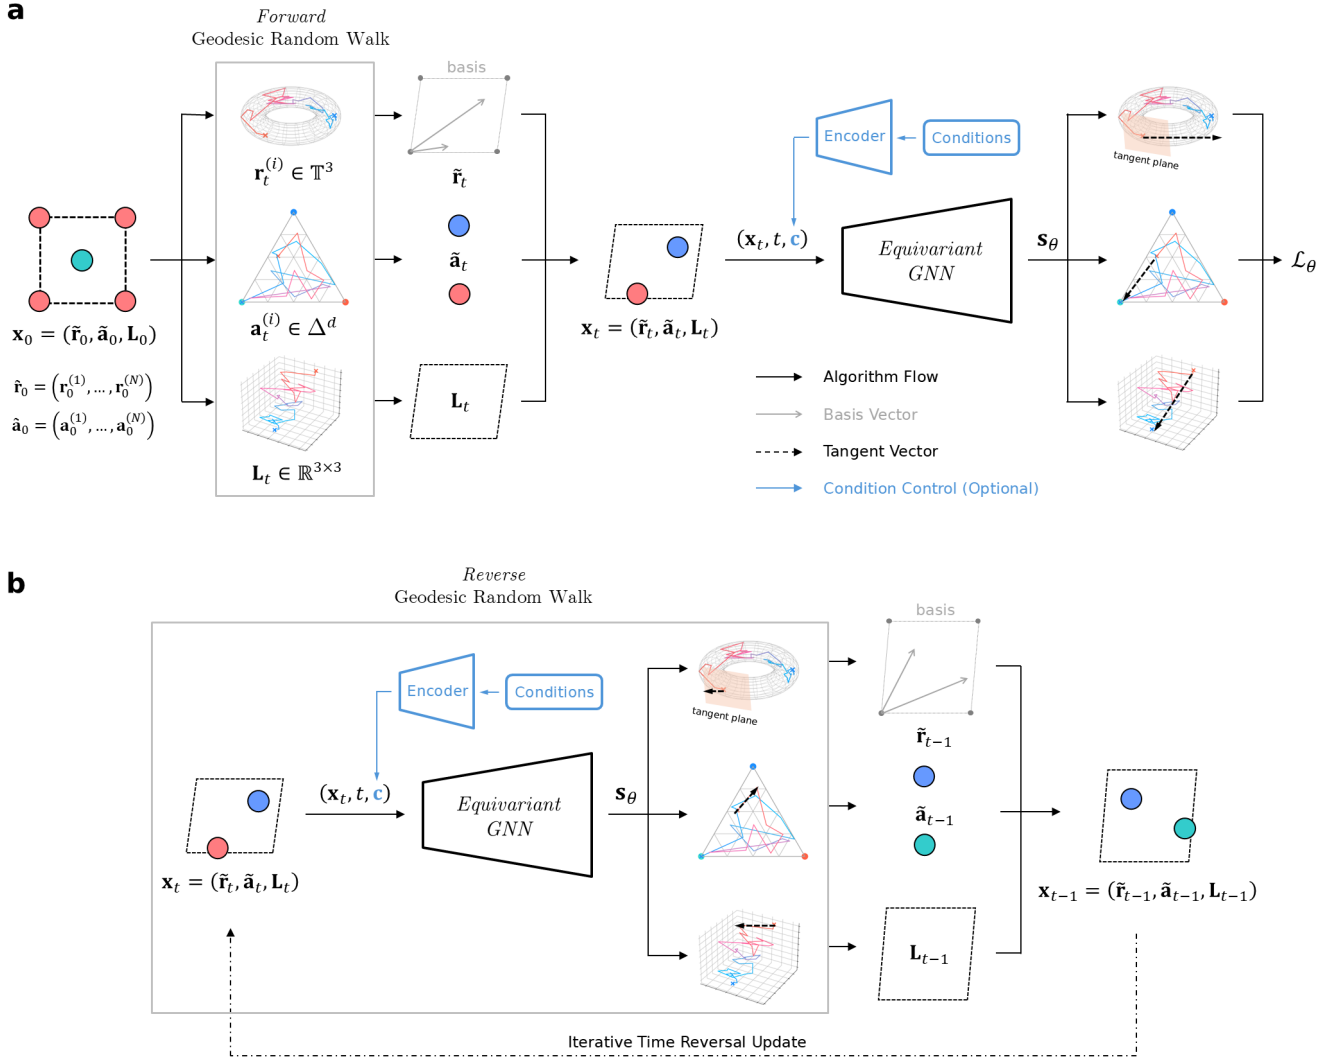 a
Forward
Geodesic Random Walk
basis
𝐫_t^{(i)} ∈ 𝕋^3
𝐫̃_t
Encoder
Conditions
tangent plane
𝐱_0 = (𝐫̃_0, 𝐚̃_0, 𝐋_0)
𝐫̂_0 = (𝐫_0^{(1)}, ..., 𝐫_0^{(N)})
𝐚̂_0 = (𝐚_0^{(1)}, ..., 𝐚_0^{(N)})
𝐚_t^{(i)} ∈ Δ^d
𝐚̃_t
𝐋_t ∈ ℝ^{3×3}
𝐋_t
𝐱_t = (𝐫̃_t, 𝐚̃_t, 𝐋_t)
(𝐱_t, t, 𝐜)
Equivariant
GNN
𝐬_θ
ℒ_θ
Algorithm Flow
Basis Vector
Tangent Vector
Condition Control (Optional)
b
Reverse
Geodesic Random Walk
basis
Encoder
Conditions
tangent plane
𝐫̃_{t−1}
(𝐱_t, t, 𝐜)
Equivariant
GNN
𝐬_θ
𝐚̃_{t−1}
𝐱_t = (𝐫̃_t, 𝐚̃_t, 𝐋_t)
𝐱_{t−1} = (𝐫̃_{t−1}, 𝐚̃_{t−1}, 𝐋_{t−1})
𝐋_{t−1}
Iterative Time Reversal Update